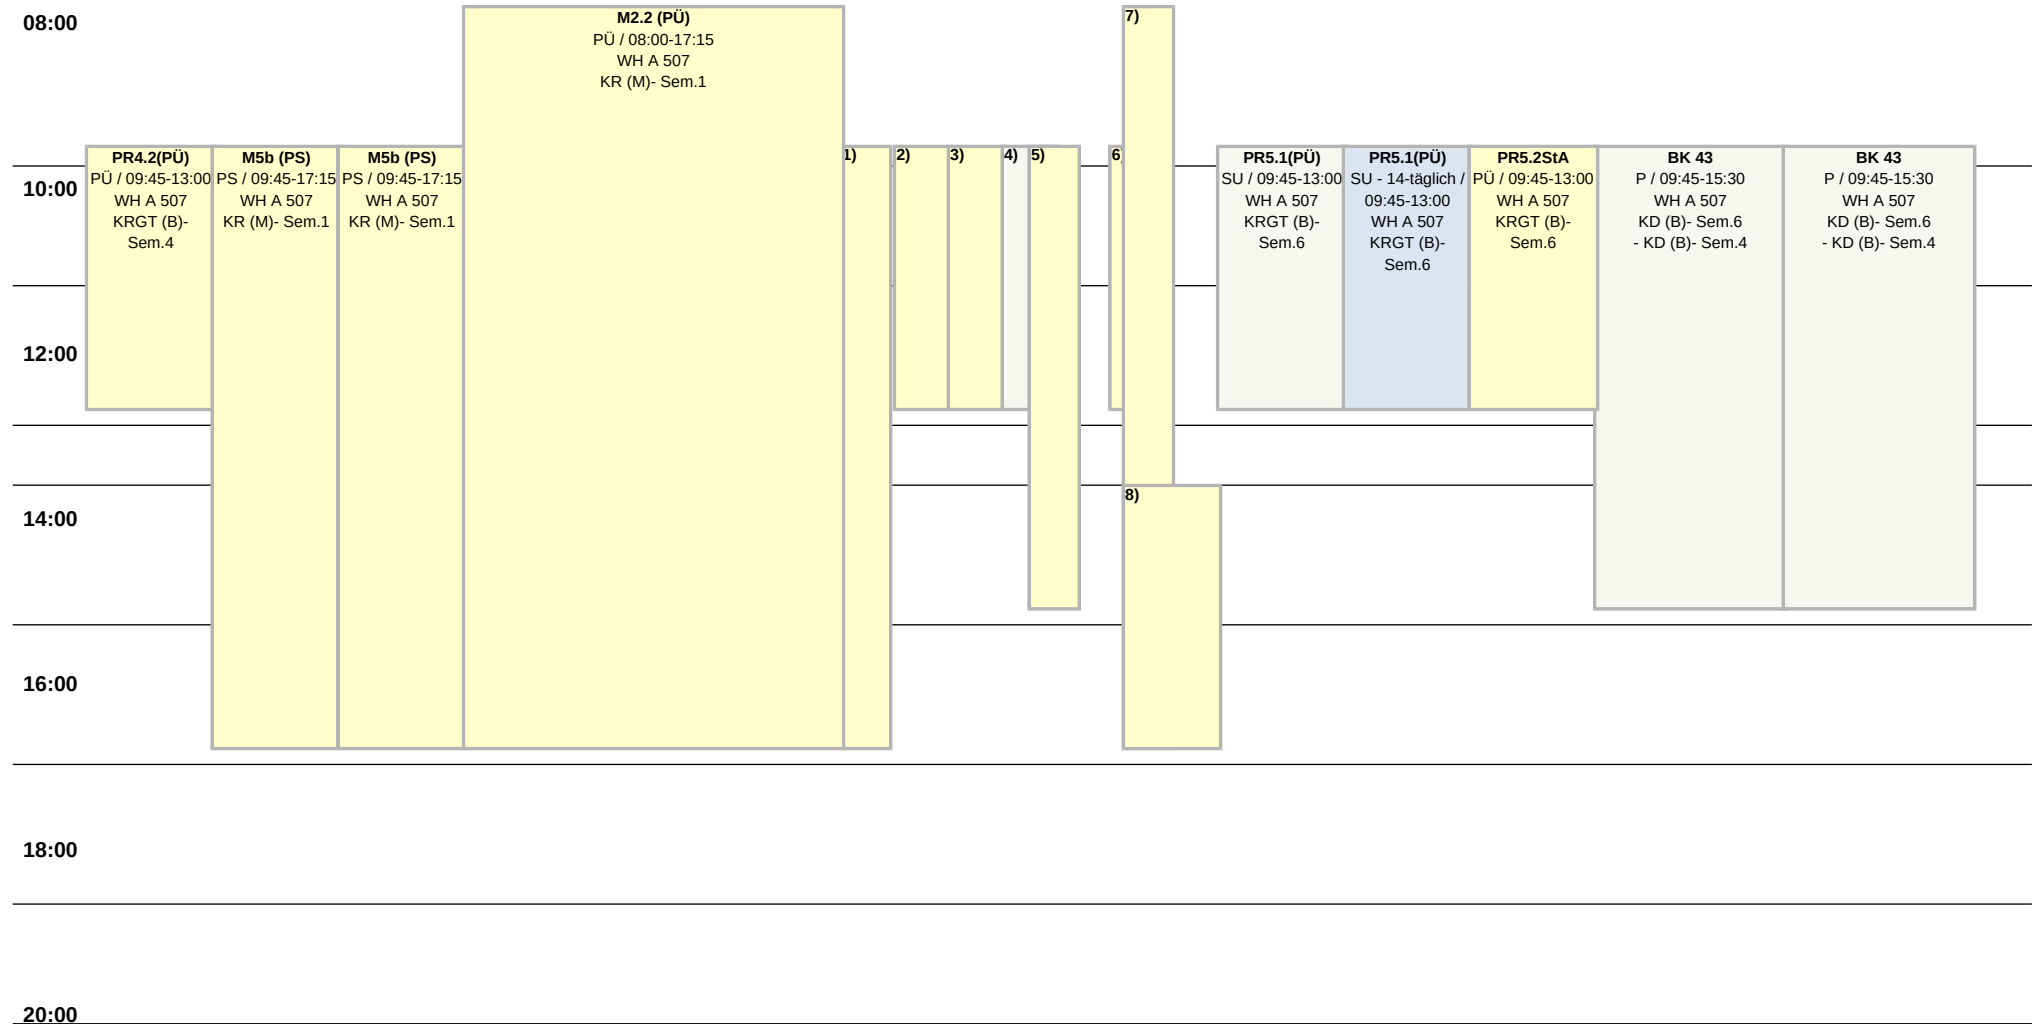 08:00
10:00
12:00
14:00
16:00
18:00
20:00
PR4.2(PÜ)
PÜ / 09:45-13:00
WH A 507
KRGT (B)-
Sem.4
M5b (PS)
PS / 09:45-17:15
WH A 507
KR (M)- Sem.1
M5b (PS)
PS / 09:45-17:15
WH A 507
KR (M)- Sem.1
M2.2 (PÜ)
PÜ / 08:00-17:15
WH A 507
KR (M)- Sem.1
1)
2)
3)
4)
5)
6)
7)
8)
PR5.1(PÜ)
SU / 09:45-13:00
WH A 507
KRGT (B)-
Sem.6
PR5.1(PÜ)
SU - 14-täglich /
09:45-13:00
WH A 507
KRGT (B)-
Sem.6
PR5.2StA
PÜ / 09:45-13:00
WH A 507
KRGT (B)-
Sem.6
BK 43
P / 09:45-15:30
WH A 507
KD (B)- Sem.6
- KD (B)- Sem.4
BK 43
P / 09:45-15:30
WH A 507
KD (B)- Sem.6
- KD (B)- Sem.4